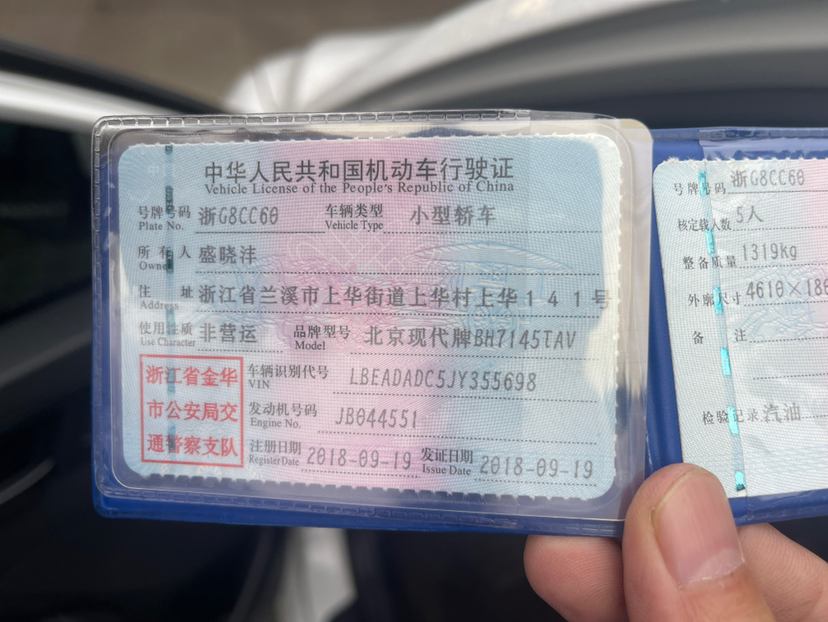 中华人民共和国机动车行驶证
Vehicle License of the People's Republic of China
号牌号码 浙G8CC60 车辆类型 小型轿车
Plate No. Vehicle Type
所有人 盛晓沣
Owner
住址 浙江省兰溪市上华街道上华村上华141号
Address
使用性质 非营运 品牌型号 北京现代牌BH7145TAV
Use Character Model
浙江省金华
市公安局交
通警察支队
车辆识别代号 LBEADADC5JY355698
VIN
发动机号码 JB044551
Engine No.
注册日期 2018-09-19 发证日期 2018-09-19
Register Date Issue Date
号牌号码 浙G8CC60
核定载人数 5人
整备质量 1319kg
外廓尺寸 4610×186
备注
检验记录 汽油